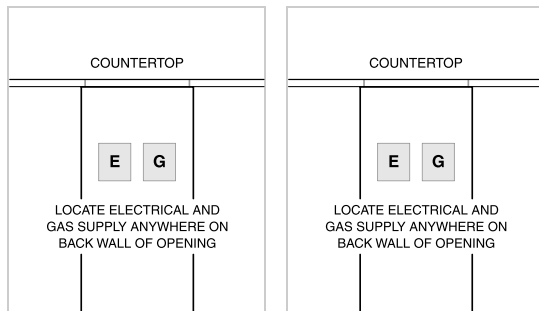 COUNTERTOP
E G
LOCATE ELECTRICAL AND
GAS SUPPLY ANYWHERE ON
BACK WALL OF OPENING
COUNTERTOP
E G
LOCATE ELECTRICAL AND
GAS SUPPLY ANYWHERE ON
BACK WALL OF OPENING